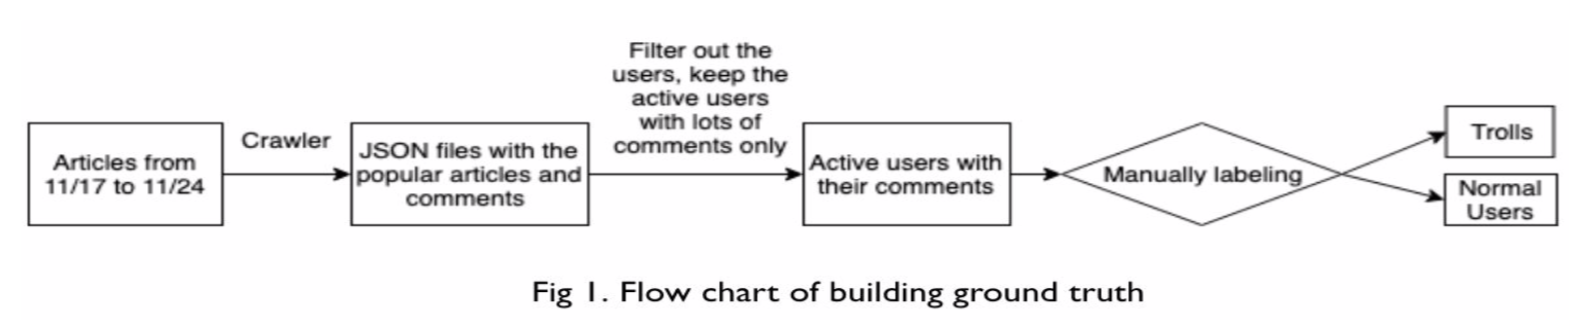 Articles from
11/17 to 11/24
Crawler
JSON files with the
popular articles and
comments
Filter out the
users, keep the
active users
with lots of
comments only
Active users with
their comments
Manually labeling
Trolls
Normal
Users
Fig 1. Flow chart of building ground truth